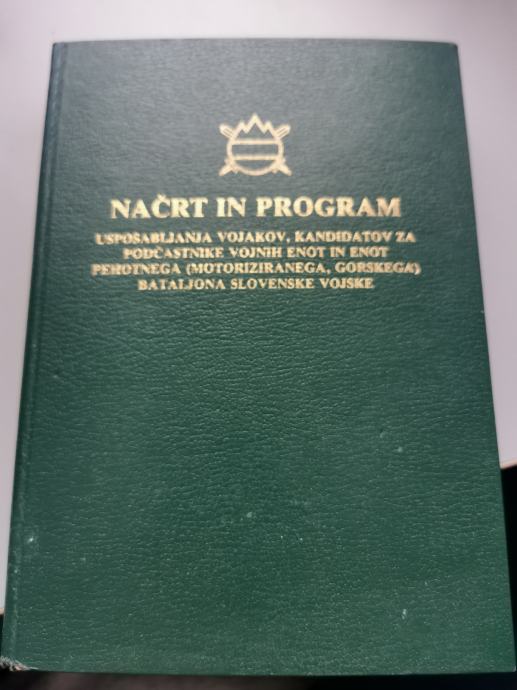 NAČRT IN PROGRAM
USPOSABLJANJA VOJAKOV, KANDIDATOV ZA
PODČASTNIKE VOJNIH ENOT IN ENOT
PEHOTNEGA (MOTORIZIRANEGA, GORSKEGA)
BATALJONA SLOVENSKE VOJSKE